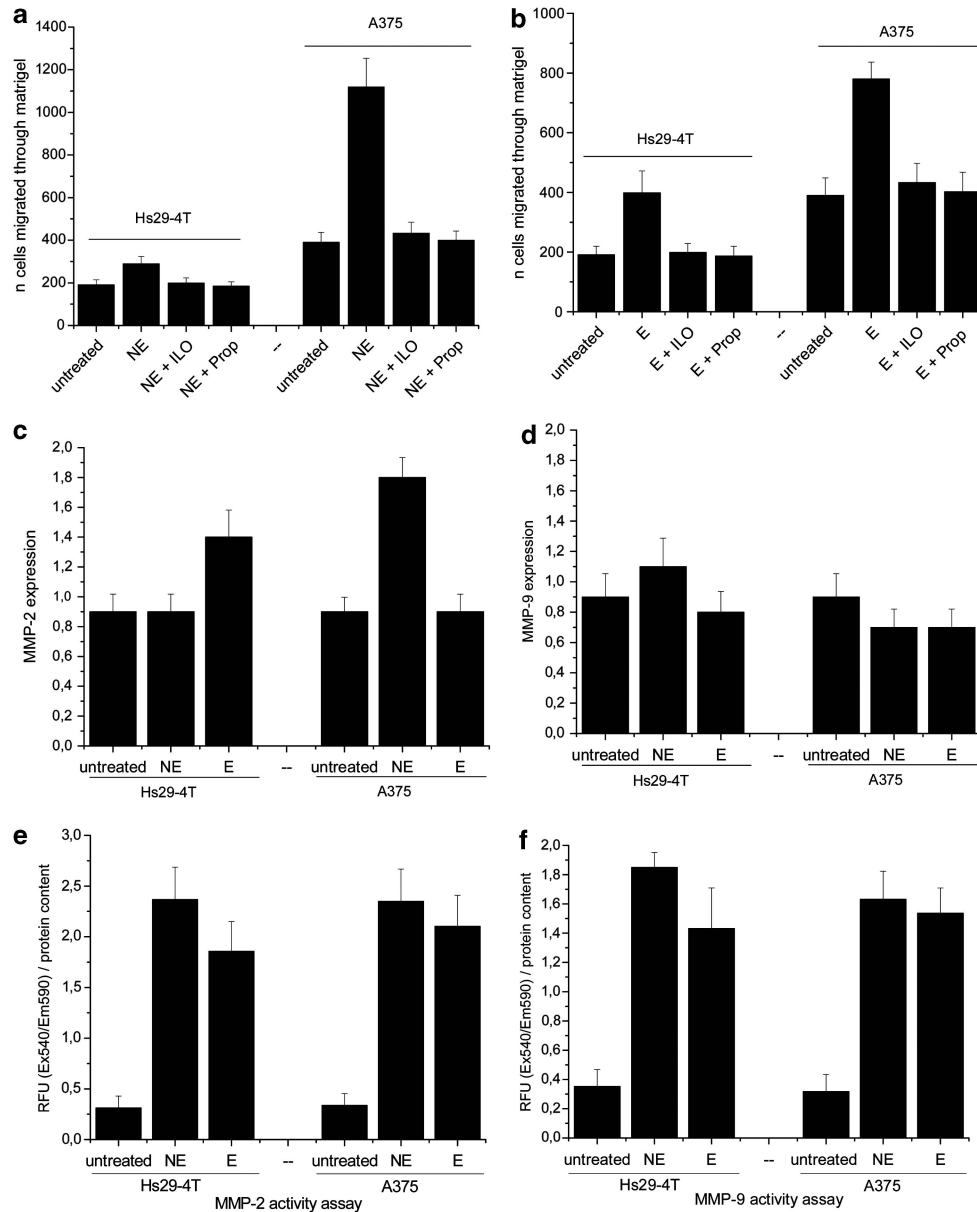 a
n cells migrated through matrigel
1400
1200
1000
800
600
400
200
0
Hs29-4T
A375
untreated
NE
NE + ILO
NE + Prop
--
untreated
NE
NE + ILO
NE + Prop
b
n cells migrated through matrigel
1000
800
600
400
200
0
Hs29-4T
A375
untreated
E
E + ILO
E + Prop
--
untreated
E
E + ILO
E + Prop
c
MMP-2 expression
2,0
1,8
1,6
1,4
1,2
1,0
0,8
0,6
0,4
0,2
0,0
untreated NE E -- untreated NE E
Hs29-4T A375
d
MMP-9 expression
2,0
1,8
1,6
1,4
1,2
1,0
0,8
0,6
0,4
0,2
0,0
untreated NE E -- untreated NE E
Hs29-4T A375
e
RFU (Ex540/Em590) / protein content
3,0
2,5
2,0
1,5
1,0
0,5
0,0
untreated NE E -- untreated NE E
Hs29-4T A375
MMP-2 activity assay
f
RFU (Ex540/Em590) / protein content
2,0
1,8
1,6
1,4
1,2
1,0
0,8
0,6
0,4
0,2
0,0
untreated NE E -- untreated NE E
Hs29-4T A375
MMP-9 activity assay